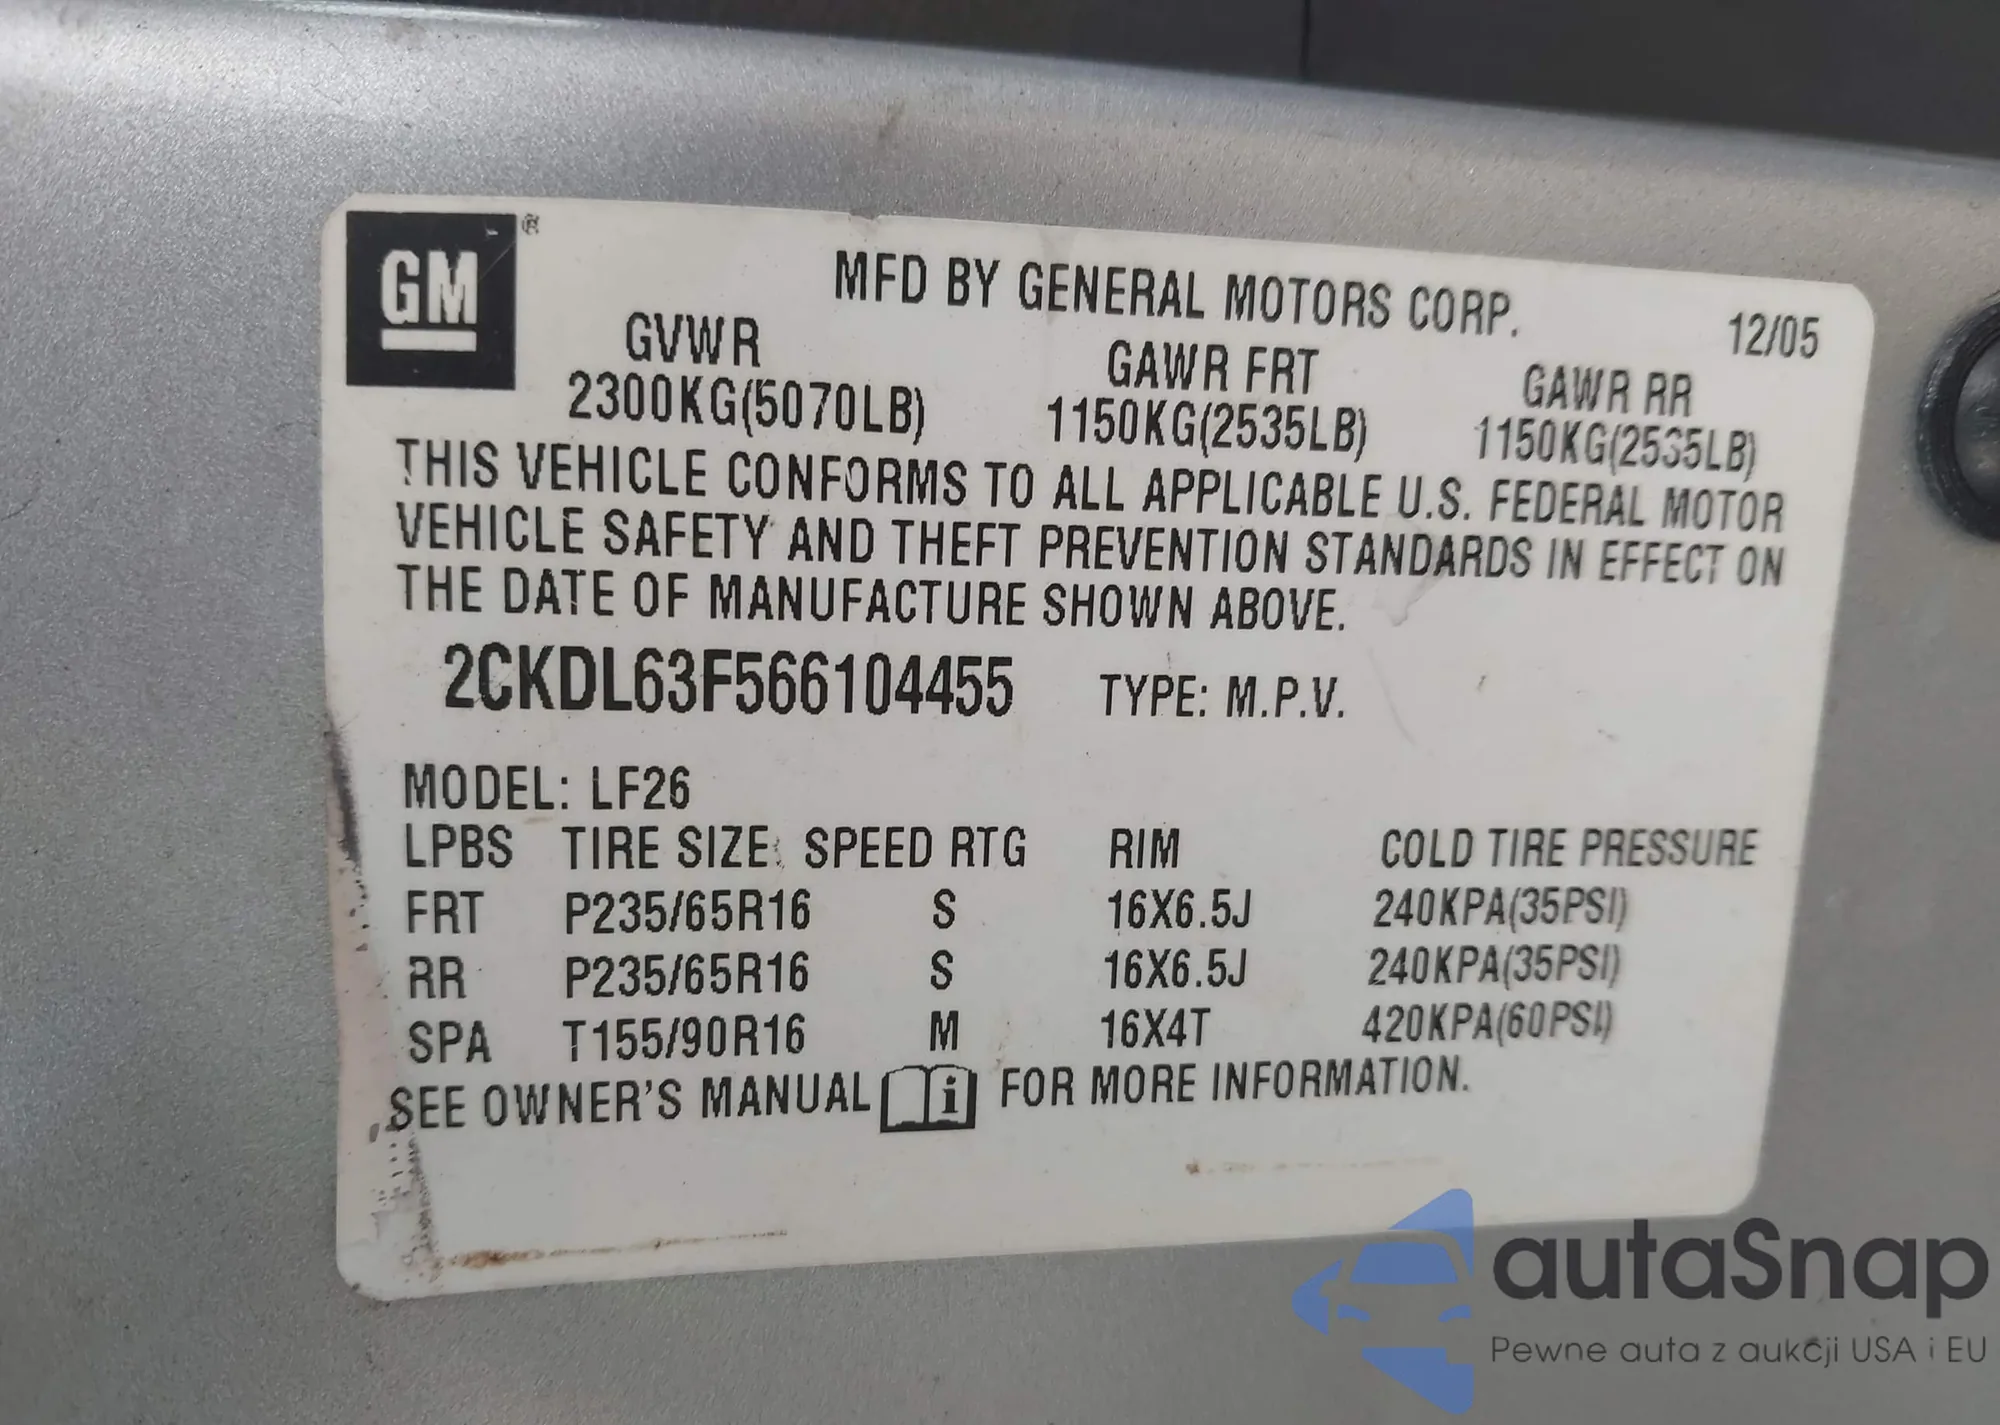 GM ®
MFD BY GENERAL MOTORS CORP. 12/05
GVWR GAWR FRT GAWR RR
2300KG(5070LB) 1150KG(2535LB) 1150KG(2535LB)
THIS VEHICLE CONFORMS TO ALL APPLICABLE U.S. FEDERAL MOTOR
VEHICLE SAFETY AND THEFT PREVENTION STANDARDS IN EFFECT ON
THE DATE OF MANUFACTURE SHOWN ABOVE.
2CKDL63F566104455 TYPE: M.P.V.
MODEL: LF26
LPBS TIRE SIZE SPEED RTG RIM COLD TIRE PRESSURE
FRT P235/65R16 S 16X6.5J 240KPA(35PSI)
RR P235/65R16 S 16X6.5J 240KPA(35PSI)
SPA T155/90R16 M 16X4T 420KPA(60PSI)
SEE OWNER'S MANUAL i FOR MORE INFORMATION.
autaSnap
Pewne auta z aukcji USA i EU